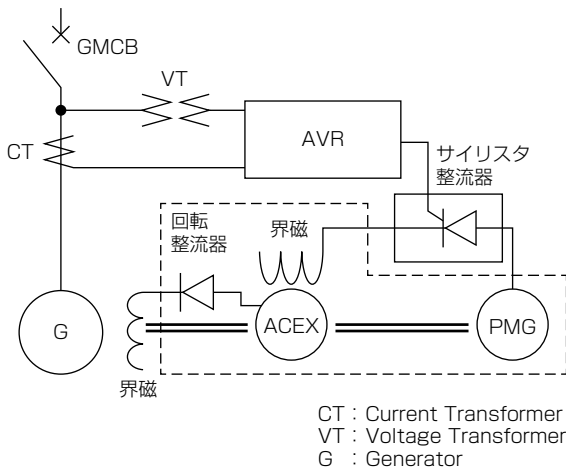 GMCB
VT
AVR
CT
サイリスタ
整流器
回転
整流器
界磁
G
ACEX
PMG
界磁
CT : Current Transformer
VT : Voltage Transformer
G : Generator